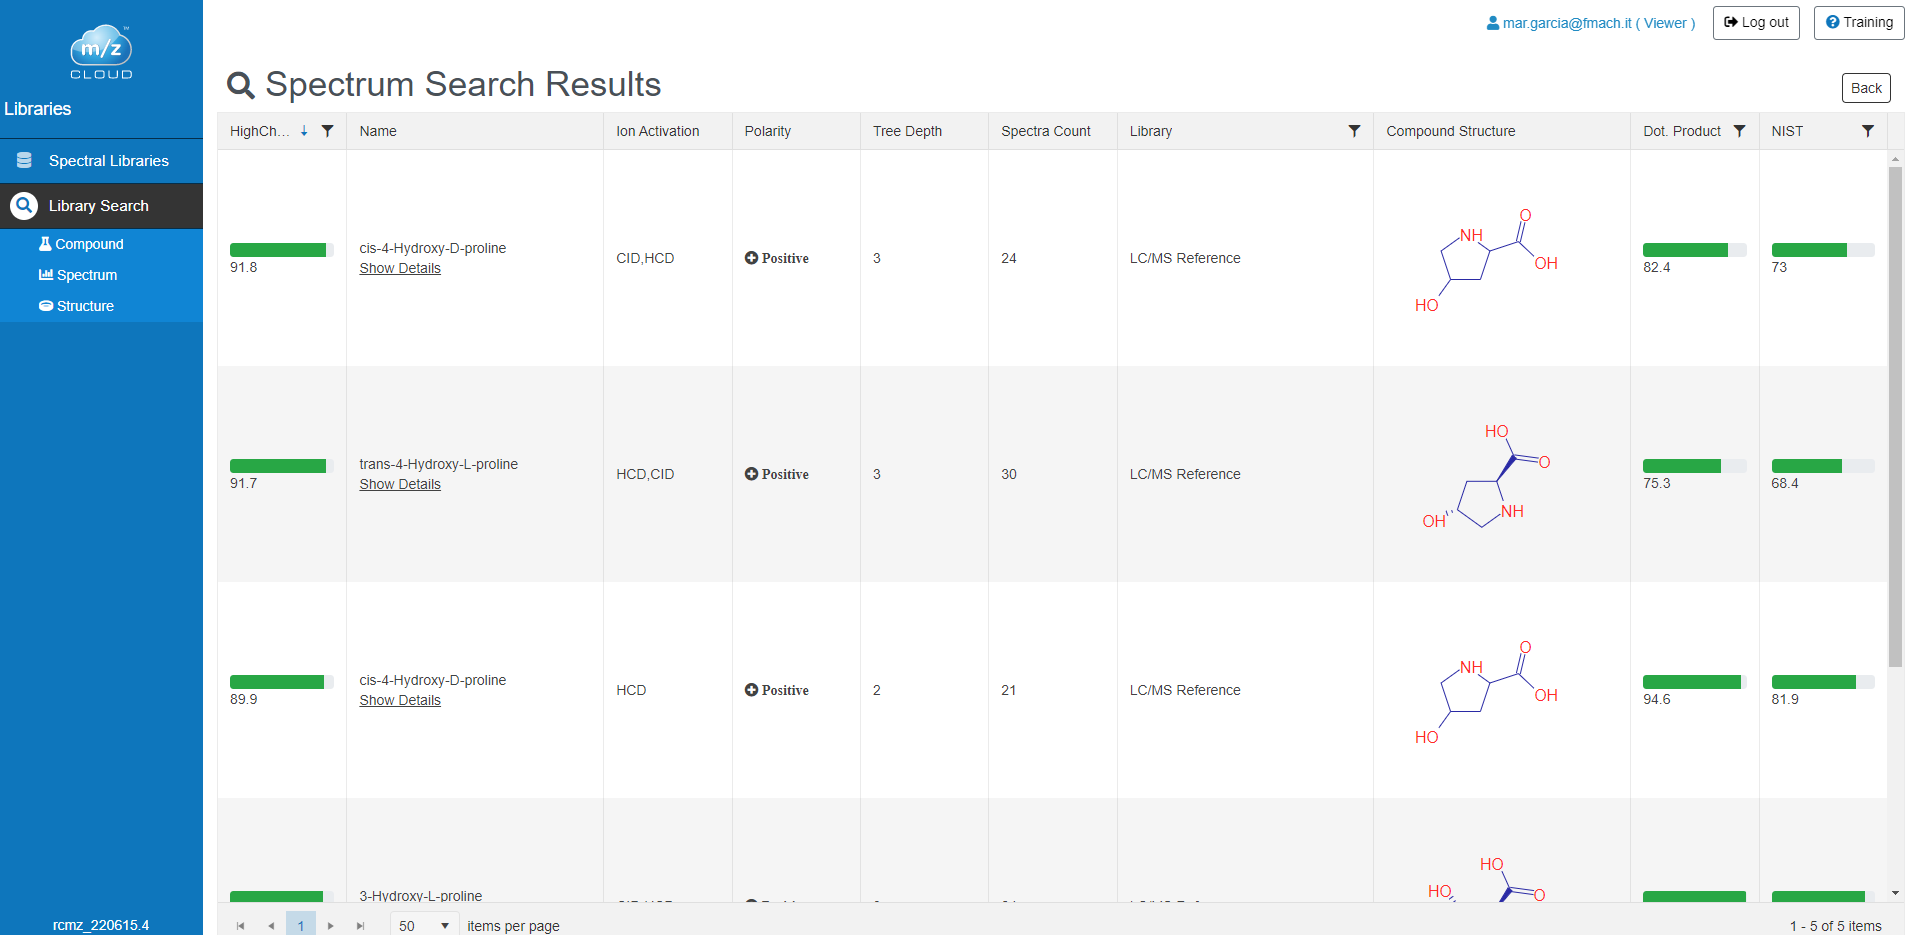 m/z
CLOUD
Libraries
Spectral Libraries
Library Search
Compound
Spectrum
Structure
rcmz_220615.4
mar.garcia@fmach.it ( Viewer )
Log out
Training
Spectrum Search Results
Back
HighCh... Name Ion Activation Polarity Tree Depth Spectra Count Library Compound Structure Dot. Product NIST
91.8 cis-4-Hydroxy-D-proline CID,HCD Positive 3 24 LC/MS Reference 82.4 73
Show Details
O
NH
OH
HO
91.7 trans-4-Hydroxy-L-proline HCD,CID Positive 3 30 LC/MS Reference 75.3 68.4
Show Details
HO
O
NH
OH
89.9 cis-4-Hydroxy-D-proline HCD Positive 2 21 LC/MS Reference 94.6 81.9
Show Details
O
NH
OH
HO
3-Hydroxy-L-proline
HO
HO
O
1 50 items per page 1 - 5 of 5 items